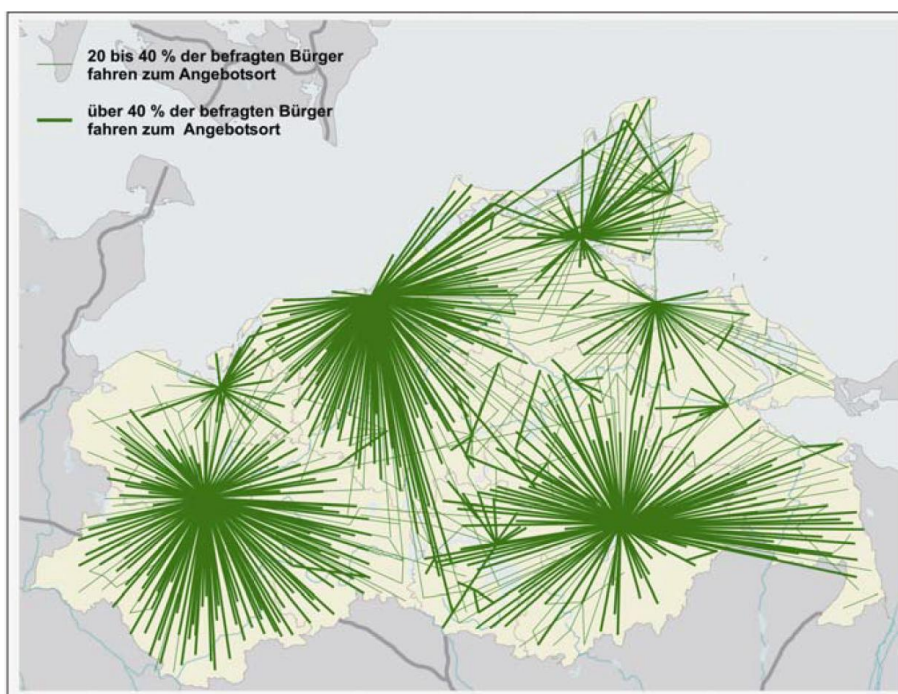 20 bis 40 % der befragten Bürger
fahren zum Angebotsort
über 40 % der befragten Bürger
fahren zum Angebotsort